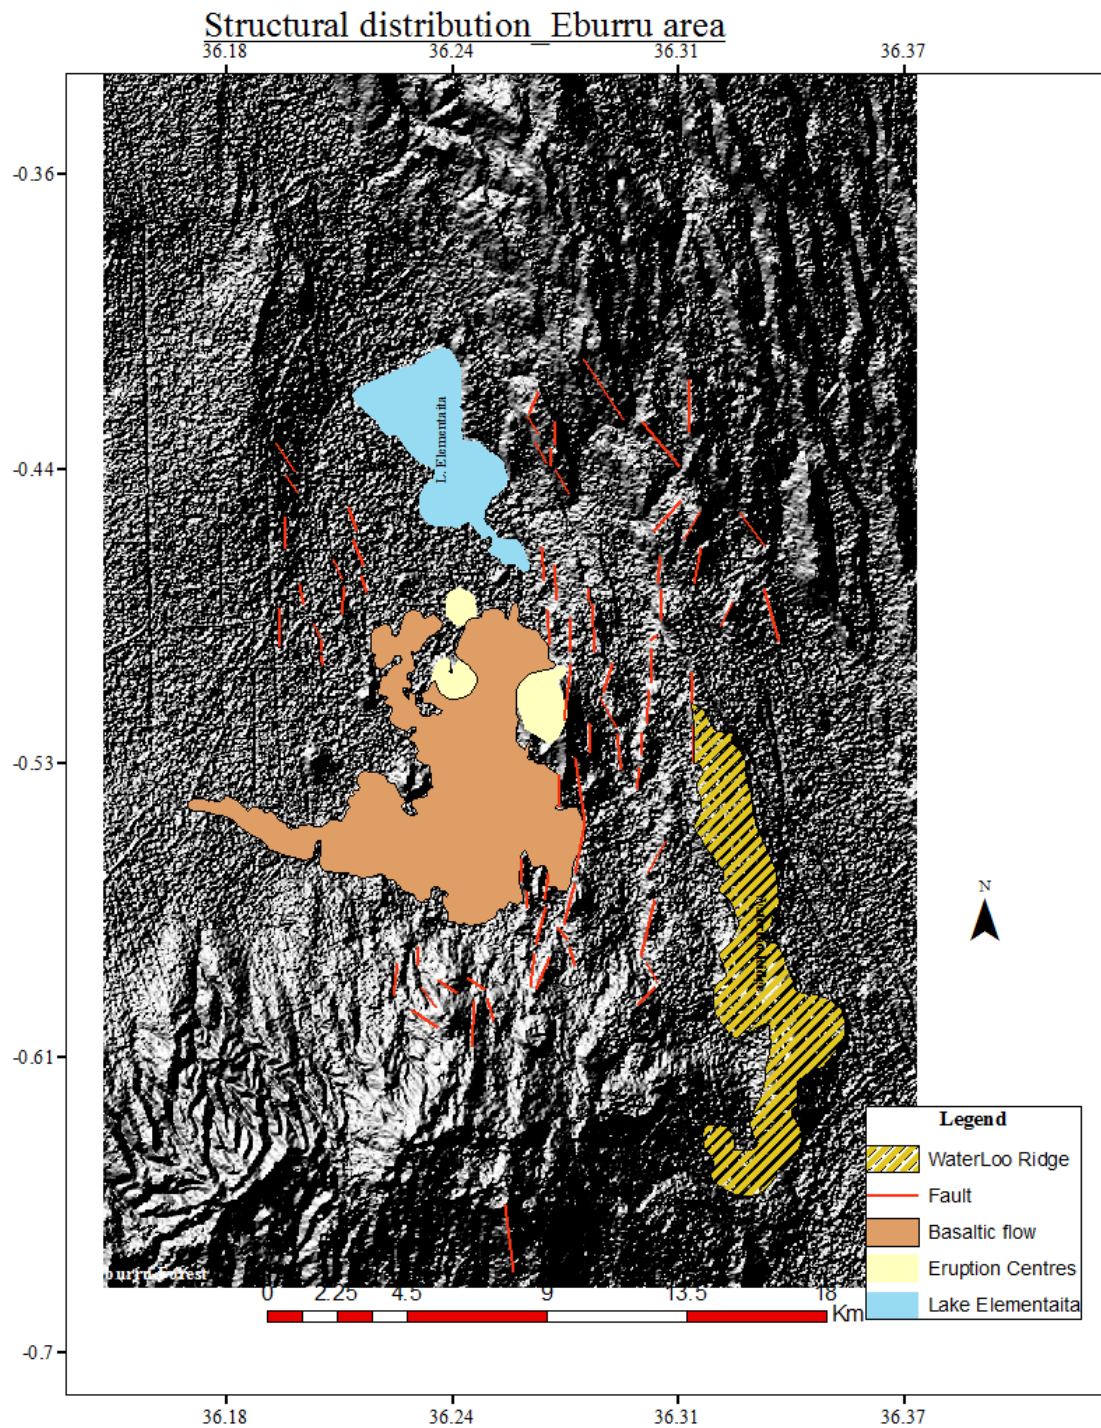 Structural distribution_Eburru area
36.18 36.24 36.31 36.37
-0.36
-0.44
-0.53
-0.61
-0.7
L. Elementaita
N
Legend
WaterLoo Ridge
Fault
Basaltic flow
Eruption Centres
Lake Elementaita
burru Forest
0 2.25 4.5 9 13.5 18
Km
36.18 36.24 36.31 36.37